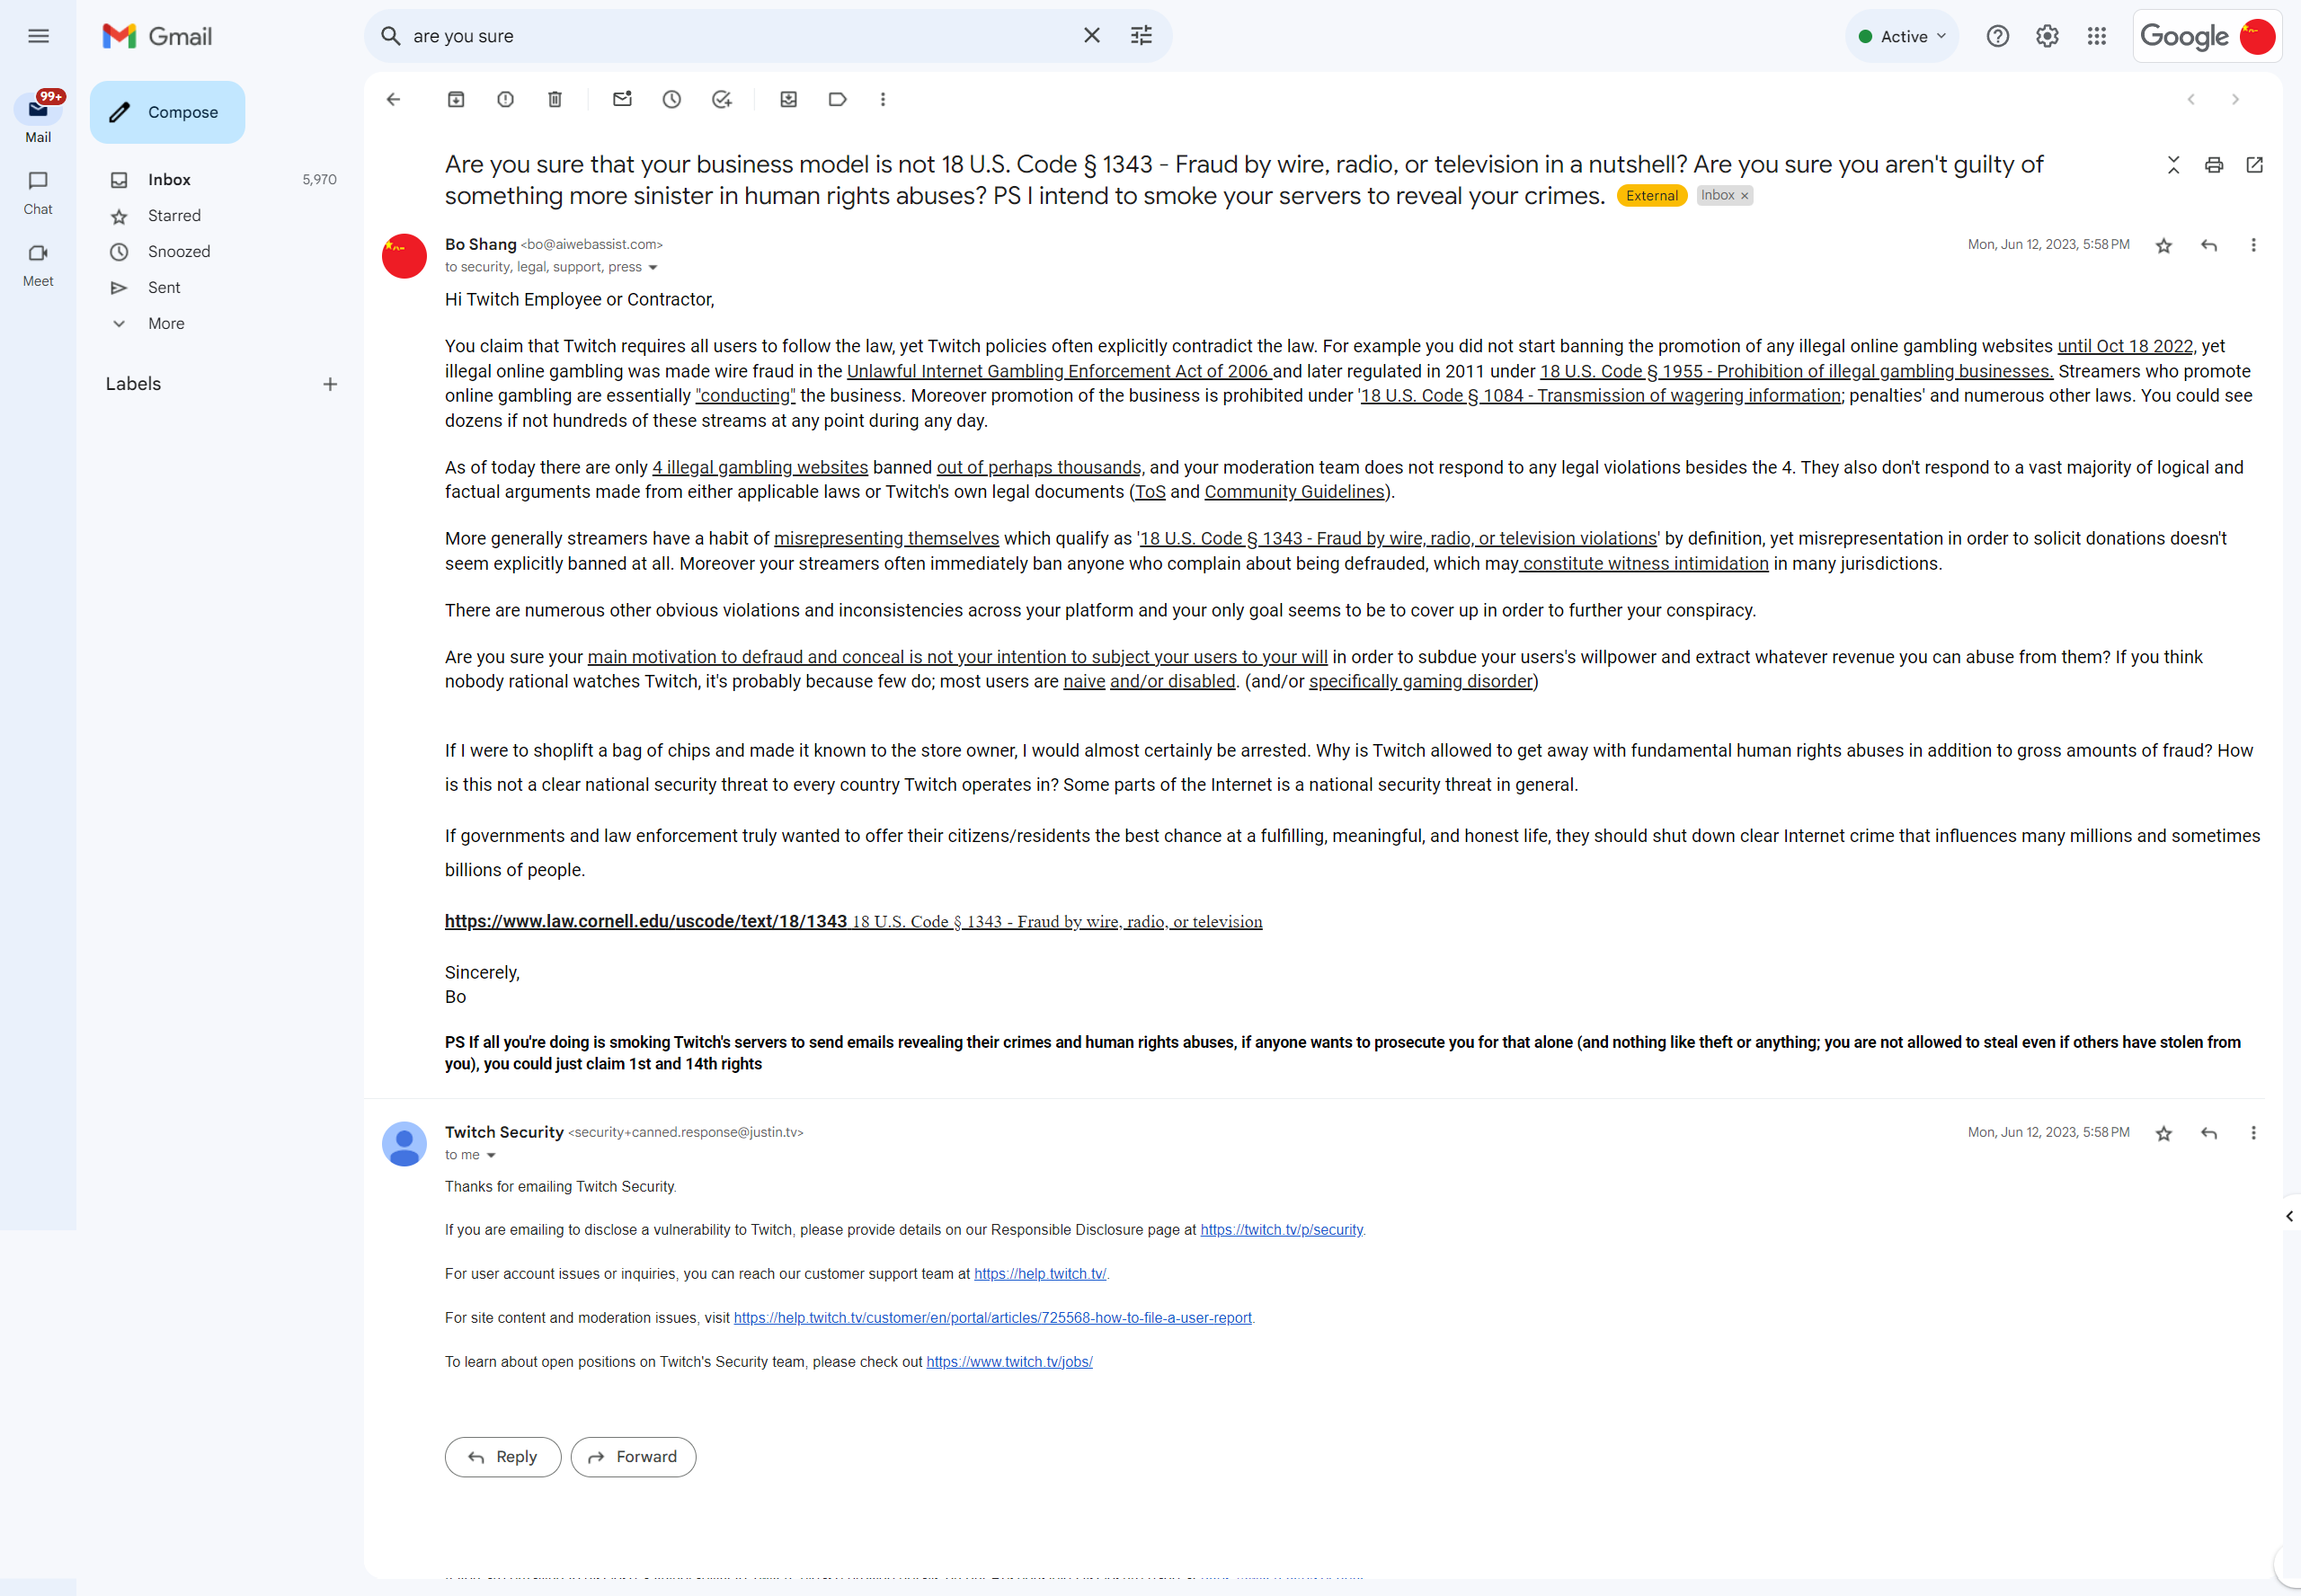 Gmail
are you sure
Active
Google
99+
Mail
Chat
Meet
Compose
Inbox 5,970
Starred
Snoozed
Sent
More
Labels
Are you sure that your business model is not 18 U.S. Code § 1343 - Fraud by wire, radio, or television in a nutshell? Are you sure you aren't guilty of
something more sinister in human rights abuses? PS I intend to smoke your servers to reveal your crimes. External Inbox ×
Bo Shang <bo@aiwebassist.com> Mon, Jun 12, 2023, 5:58 PM
to security, legal, support, press
Hi Twitch Employee or Contractor,
You claim that Twitch requires all users to follow the law, yet Twitch policies often explicitly contradict the law. For example you did not start banning the promotion of any illegal online gambling websites until Oct 18 2022, yet
illegal online gambling was made wire fraud in the Unlawful Internet Gambling Enforcement Act of 2006 and later regulated in 2011 under 18 U.S. Code § 1955 - Prohibition of illegal gambling businesses. Streamers who promote
online gambling are essentially "conducting" the business. Moreover promotion of the business is prohibited under '18 U.S. Code § 1084 - Transmission of wagering information; penalties' and numerous other laws. You could see
dozens if not hundreds of these streams at any point during any day.
As of today there are only 4 illegal gambling websites banned out of perhaps thousands, and your moderation team does not respond to any legal violations besides the 4. They also don't respond to a vast majority of logical and
factual arguments made from either applicable laws or Twitch's own legal documents (ToS and Community Guidelines).
More generally streamers have a habit of misrepresenting themselves which qualify as '18 U.S. Code § 1343 - Fraud by wire, radio, or television violations' by definition, yet misrepresentation in order to solicit donations doesn't
seem explicitly banned at all. Moreover your streamers often immediately ban anyone who complain about being defrauded, which may constitute witness intimidation in many jurisdictions.
There are numerous other obvious violations and inconsistencies across your platform and your only goal seems to be to cover up in order to further your conspiracy.
Are you sure your main motivation to defraud and conceal is not your intention to subject your users to your will in order to subdue your users's willpower and extract whatever revenue you can abuse from them? If you think
nobody rational watches Twitch, it's probably because few do; most users are naive and/or disabled. (and/or specifically gaming disorder)
If I were to shoplift a bag of chips and made it known to the store owner, I would almost certainly be arrested. Why is Twitch allowed to get away with fundamental human rights abuses in addition to gross amounts of fraud? How
is this not a clear national security threat to every country Twitch operates in? Some parts of the Internet is a national security threat in general.
If governments and law enforcement truly wanted to offer their citizens/residents the best chance at a fulfilling, meaningful, and honest life, they should shut down clear Internet crime that influences many millions and sometimes
billions of people.
https://www.law.cornell.edu/uscode/text/18/1343 18 U.S. Code § 1343 - Fraud by wire, radio, or television
Sincerely,
Bo
PS If all you're doing is smoking Twitch's servers to send emails revealing their crimes and human rights abuses, if anyone wants to prosecute you for that alone (and nothing like theft or anything; you are not allowed to steal even if others have stolen from
you), you could just claim 1st and 14th rights
Twitch Security <security+canned.response@justin.tv> Mon, Jun 12, 2023, 5:58 PM
to me
Thanks for emailing Twitch Security.
If you are emailing to disclose a vulnerability to Twitch, please provide details on our Responsible Disclosure page at https://twitch.tv/p/security.
For user account issues or inquiries, you can reach our customer support team at https://help.twitch.tv/.
For site content and moderation issues, visit https://help.twitch.tv/customer/en/portal/articles/725568-how-to-file-a-user-report.
To learn about open positions on Twitch's Security team, please check out https://www.twitch.tv/jobs/
Reply Forward